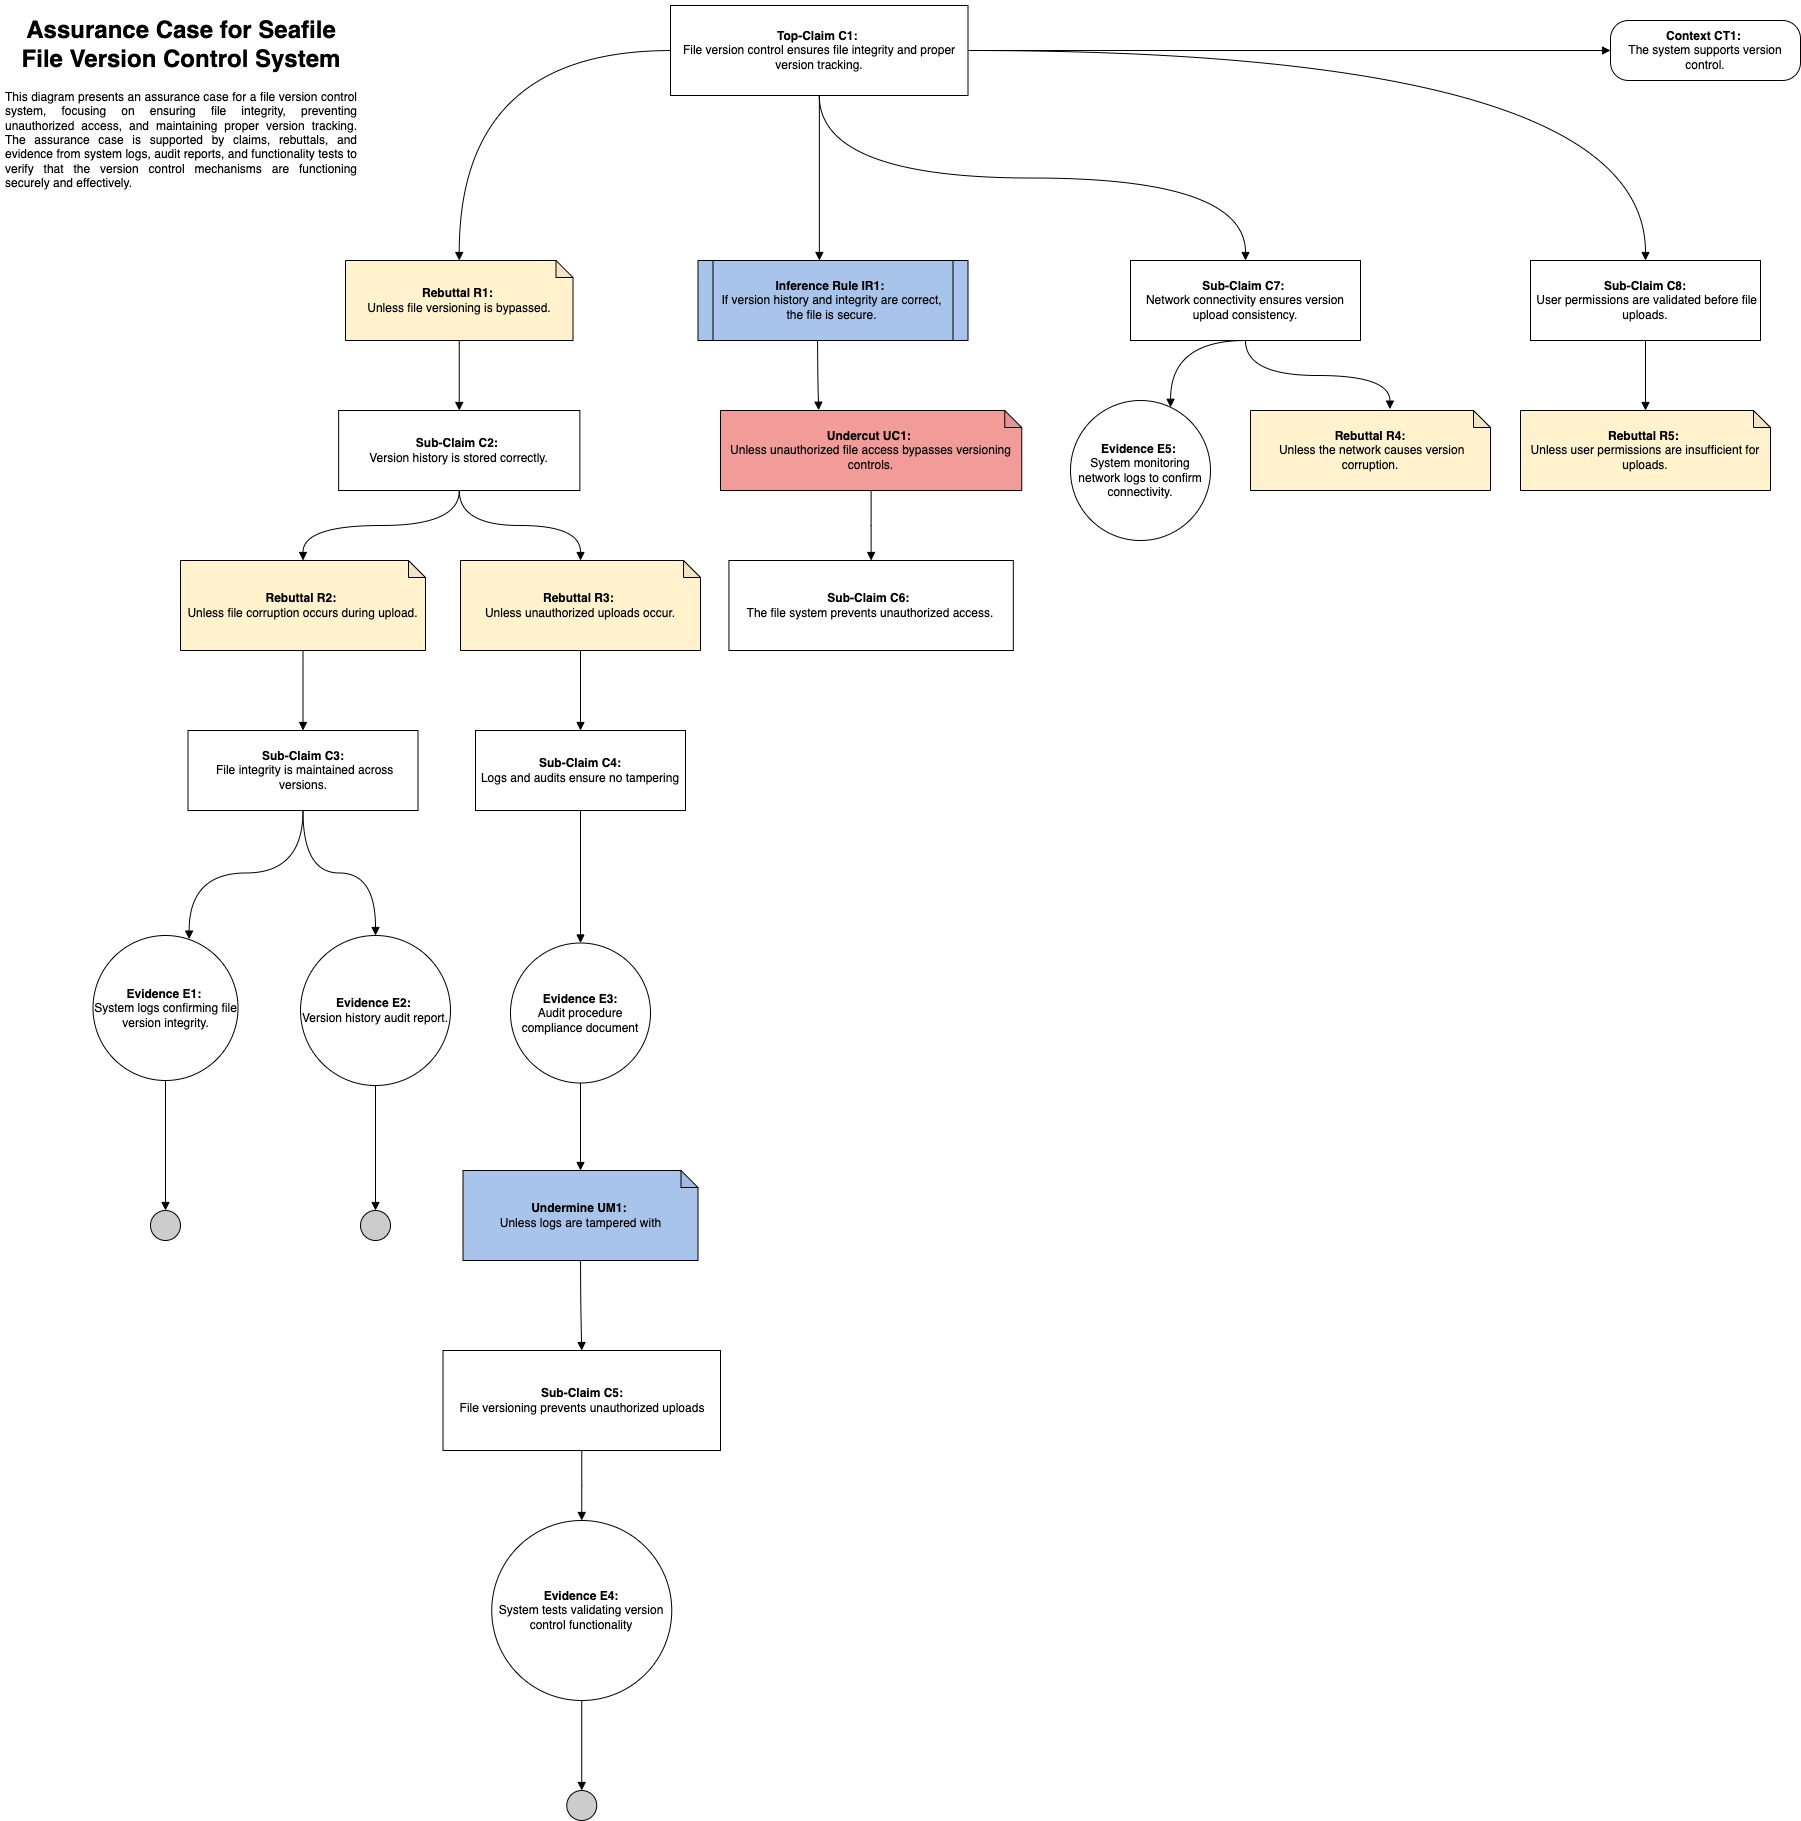 Assurance Case for Seafile
File Version Control System
This diagram presents an assurance case for a file version control
system, focusing on ensuring file integrity, preventing
unauthorized access, and maintaining proper version tracking.
The assurance case is supported by claims, rebuttals, and
evidence from system logs, audit reports, and functionality tests to
verify that the version control mechanisms are functioning
securely and effectively.
Top-Claim C1:
File version control ensures file integrity and proper
version tracking.
Context CT1:
The system supports version
control.
Rebuttal R1:
Unless file versioning is bypassed.
Inference Rule IR1:
If version history and integrity are correct,
the file is secure.
Sub-Claim C7:
Network connectivity ensures version
upload consistency.
Sub-Claim C8:
User permissions are validated before file
uploads.
Sub-Claim C2:
Version history is stored correctly.
Undercut UC1:
Unless unauthorized file access bypasses versioning
controls.
Evidence E5:
System monitoring
network logs to confirm
connectivity.
Rebuttal R4:
Unless the network causes version
corruption.
Rebuttal R5:
Unless user permissions are insufficient for
uploads.
Rebuttal R2:
Unless file corruption occurs during upload.
Rebuttal R3:
Unless unauthorized uploads occur.
Sub-Claim C6:
The file system prevents unauthorized access.
Sub-Claim C3:
File integrity is maintained across
versions.
Sub-Claim C4:
Logs and audits ensure no tampering
Evidence E1:
System logs confirming file
version integrity.
Evidence E2:
Version history audit report.
Evidence E3:
Audit procedure
compliance document
Undermine UM1:
Unless logs are tampered with
Sub-Claim C5:
File versioning prevents unauthorized uploads
Evidence E4:
System tests validating version
control functionality